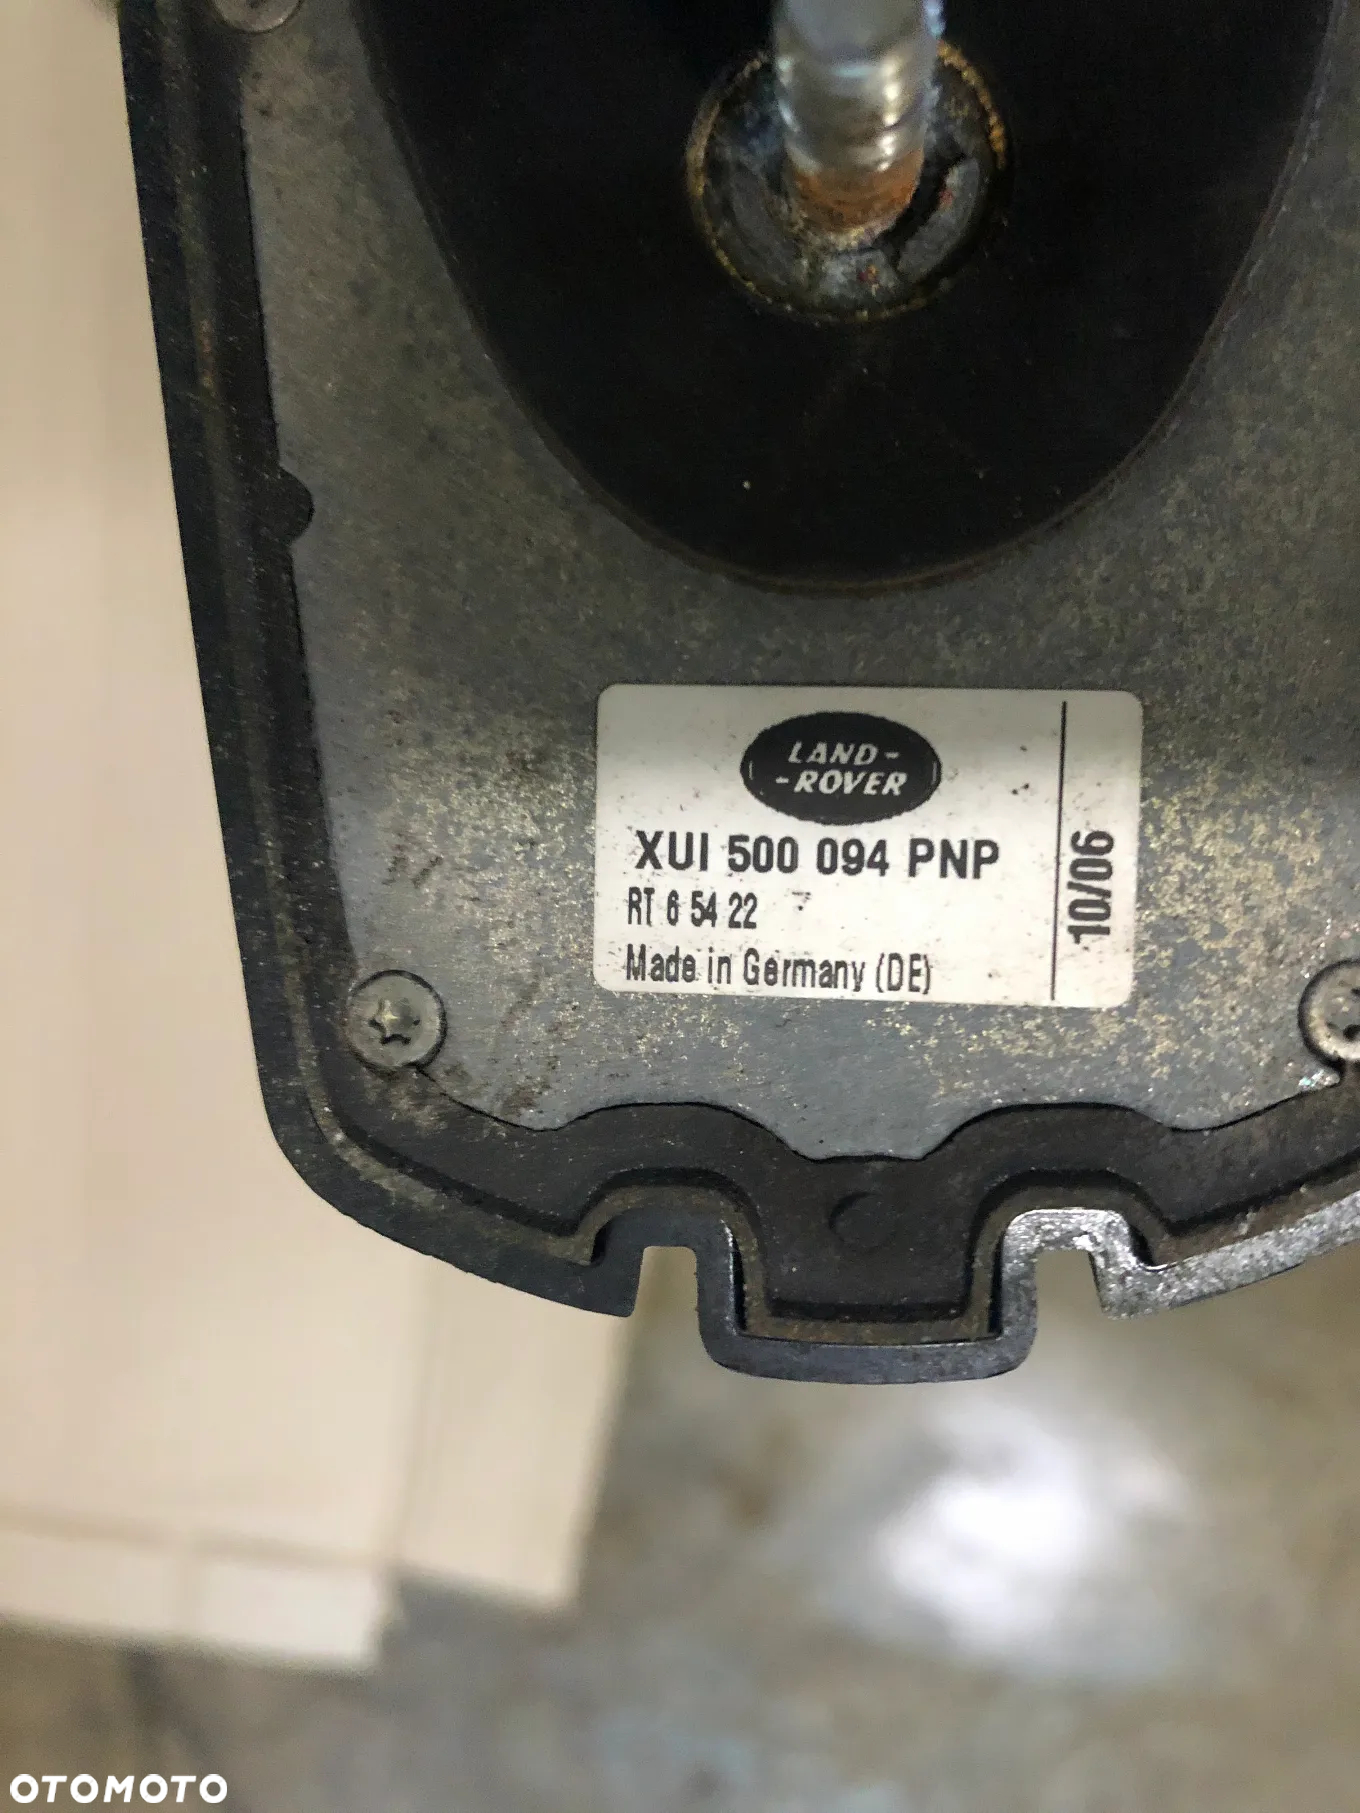 LAND-
-ROVER
XUI 500 094 PNP
RT 6 54 22
Made in Germany (DE)
10/06
OTOMOTO